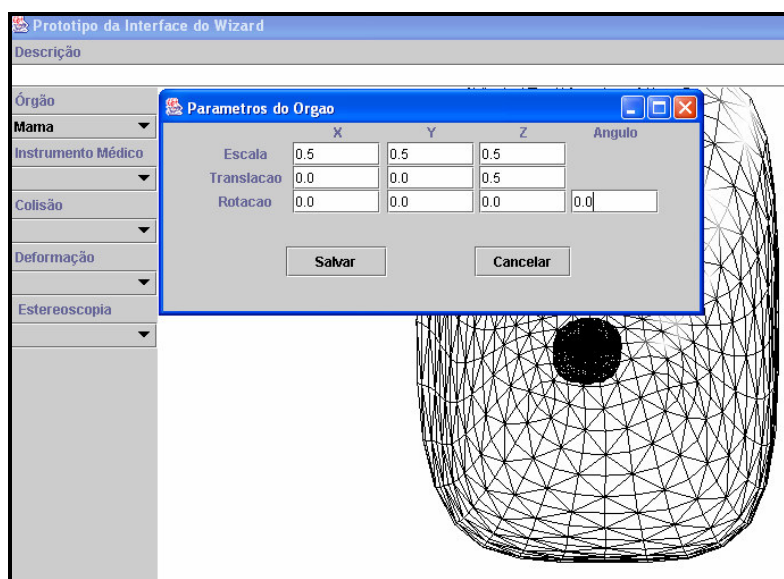 Prototipo da Interface do Wizard
Descrição
Órgão
Mama
Instrumento Médico
Colisão
Deformação
Estereoscopia
Parametros do Orgao
X Y Z Angulo
Escala 0.5 0.5 0.5
Translacao 0.0 0.0 0.5
Rotacao 0.0 0.0 0.0 0.0
Salvar Cancelar